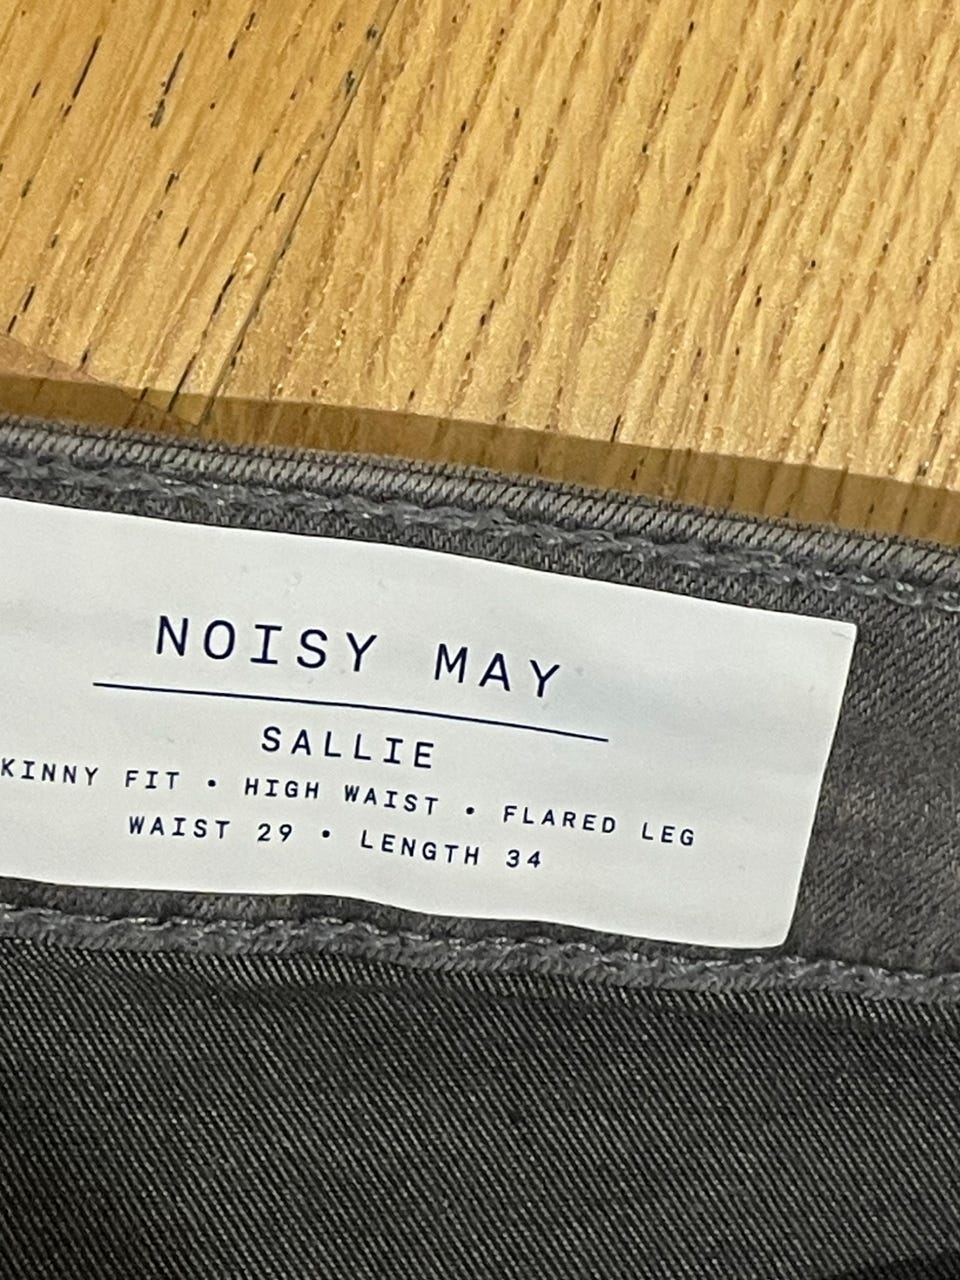 NOISY MAY
SALLIE
KINNY FIT • HIGH WAIST • FLARED LEG
WAIST 29 • LENGTH 34